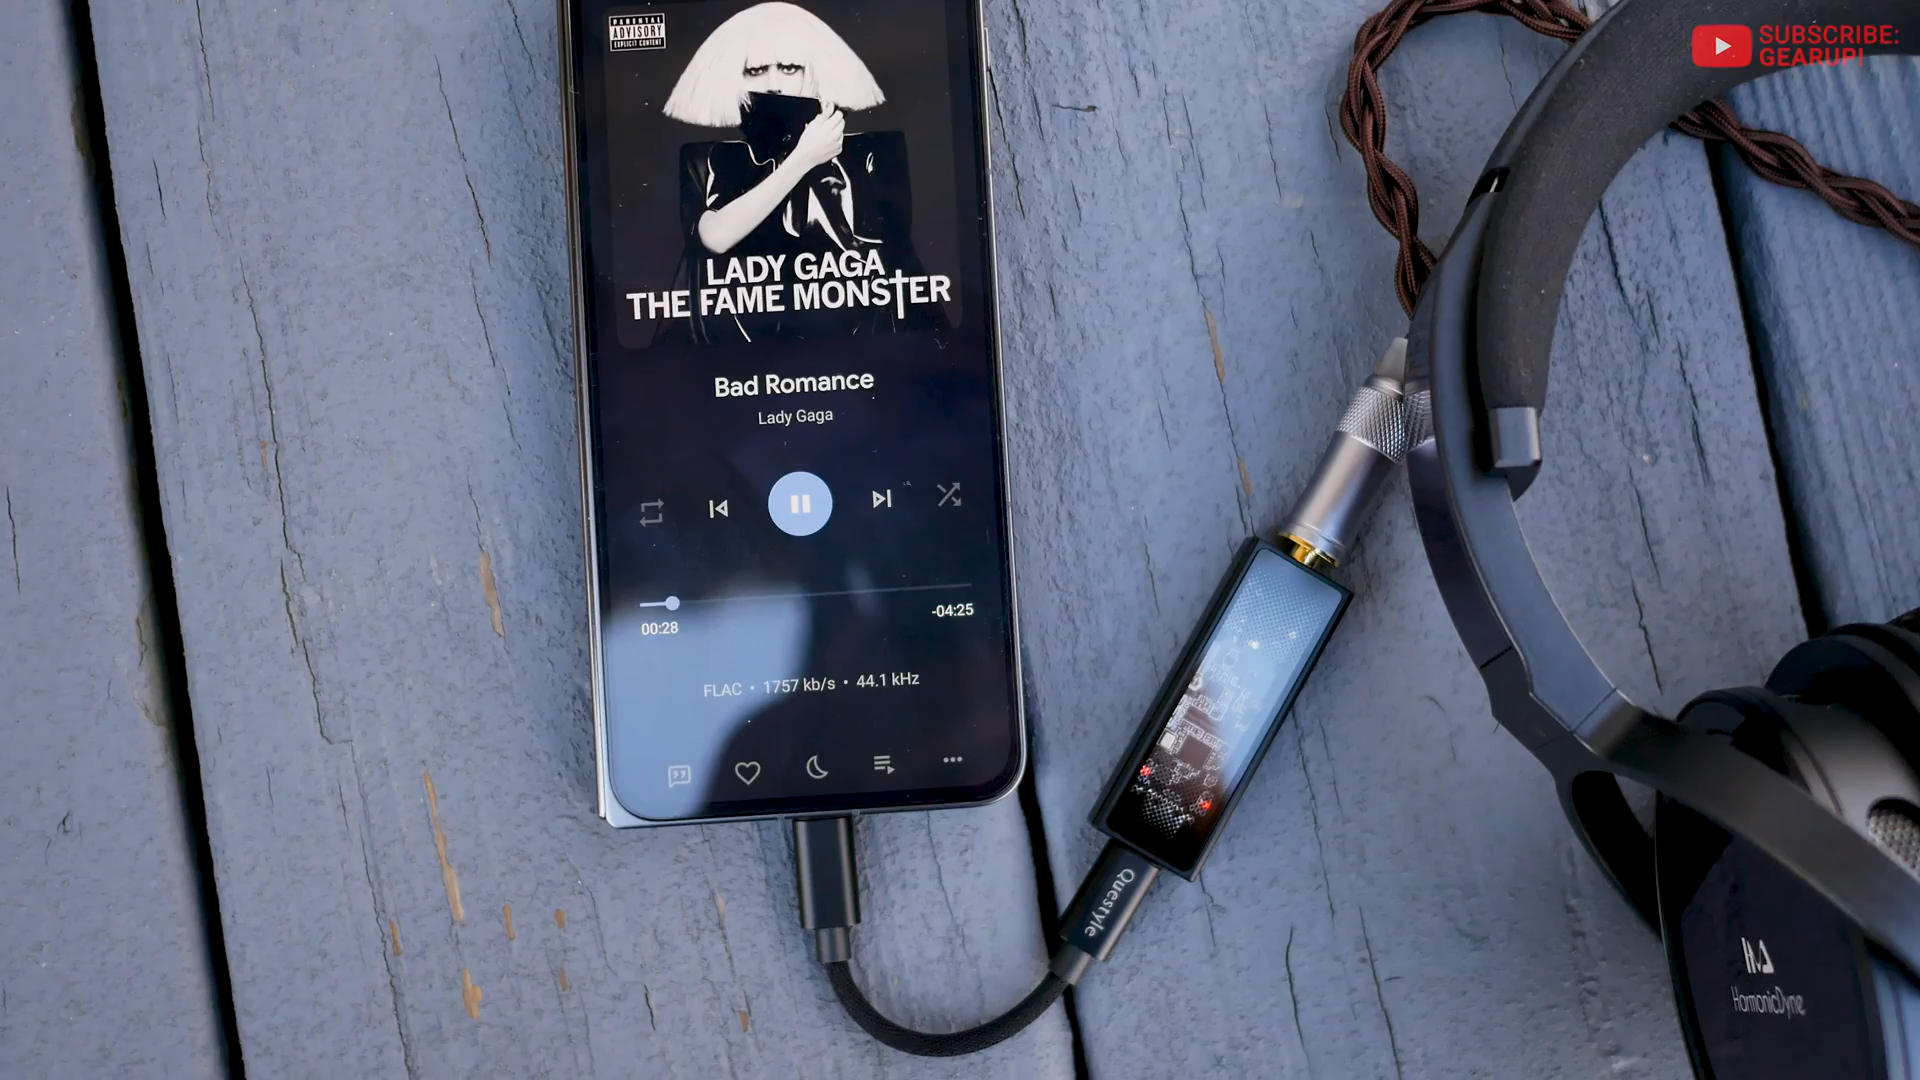 PARENTAL
ADVISORY
EXPLICIT CONTENT
LADY GAGA
THE FAME MONSTER
Bad Romance
Lady Gaga
00:28
-04:25
FLAC • 1757 kb/s • 44.1 kHz
Questyle
HarmonicDyne
SUBSCRIBE:
GEARUP!